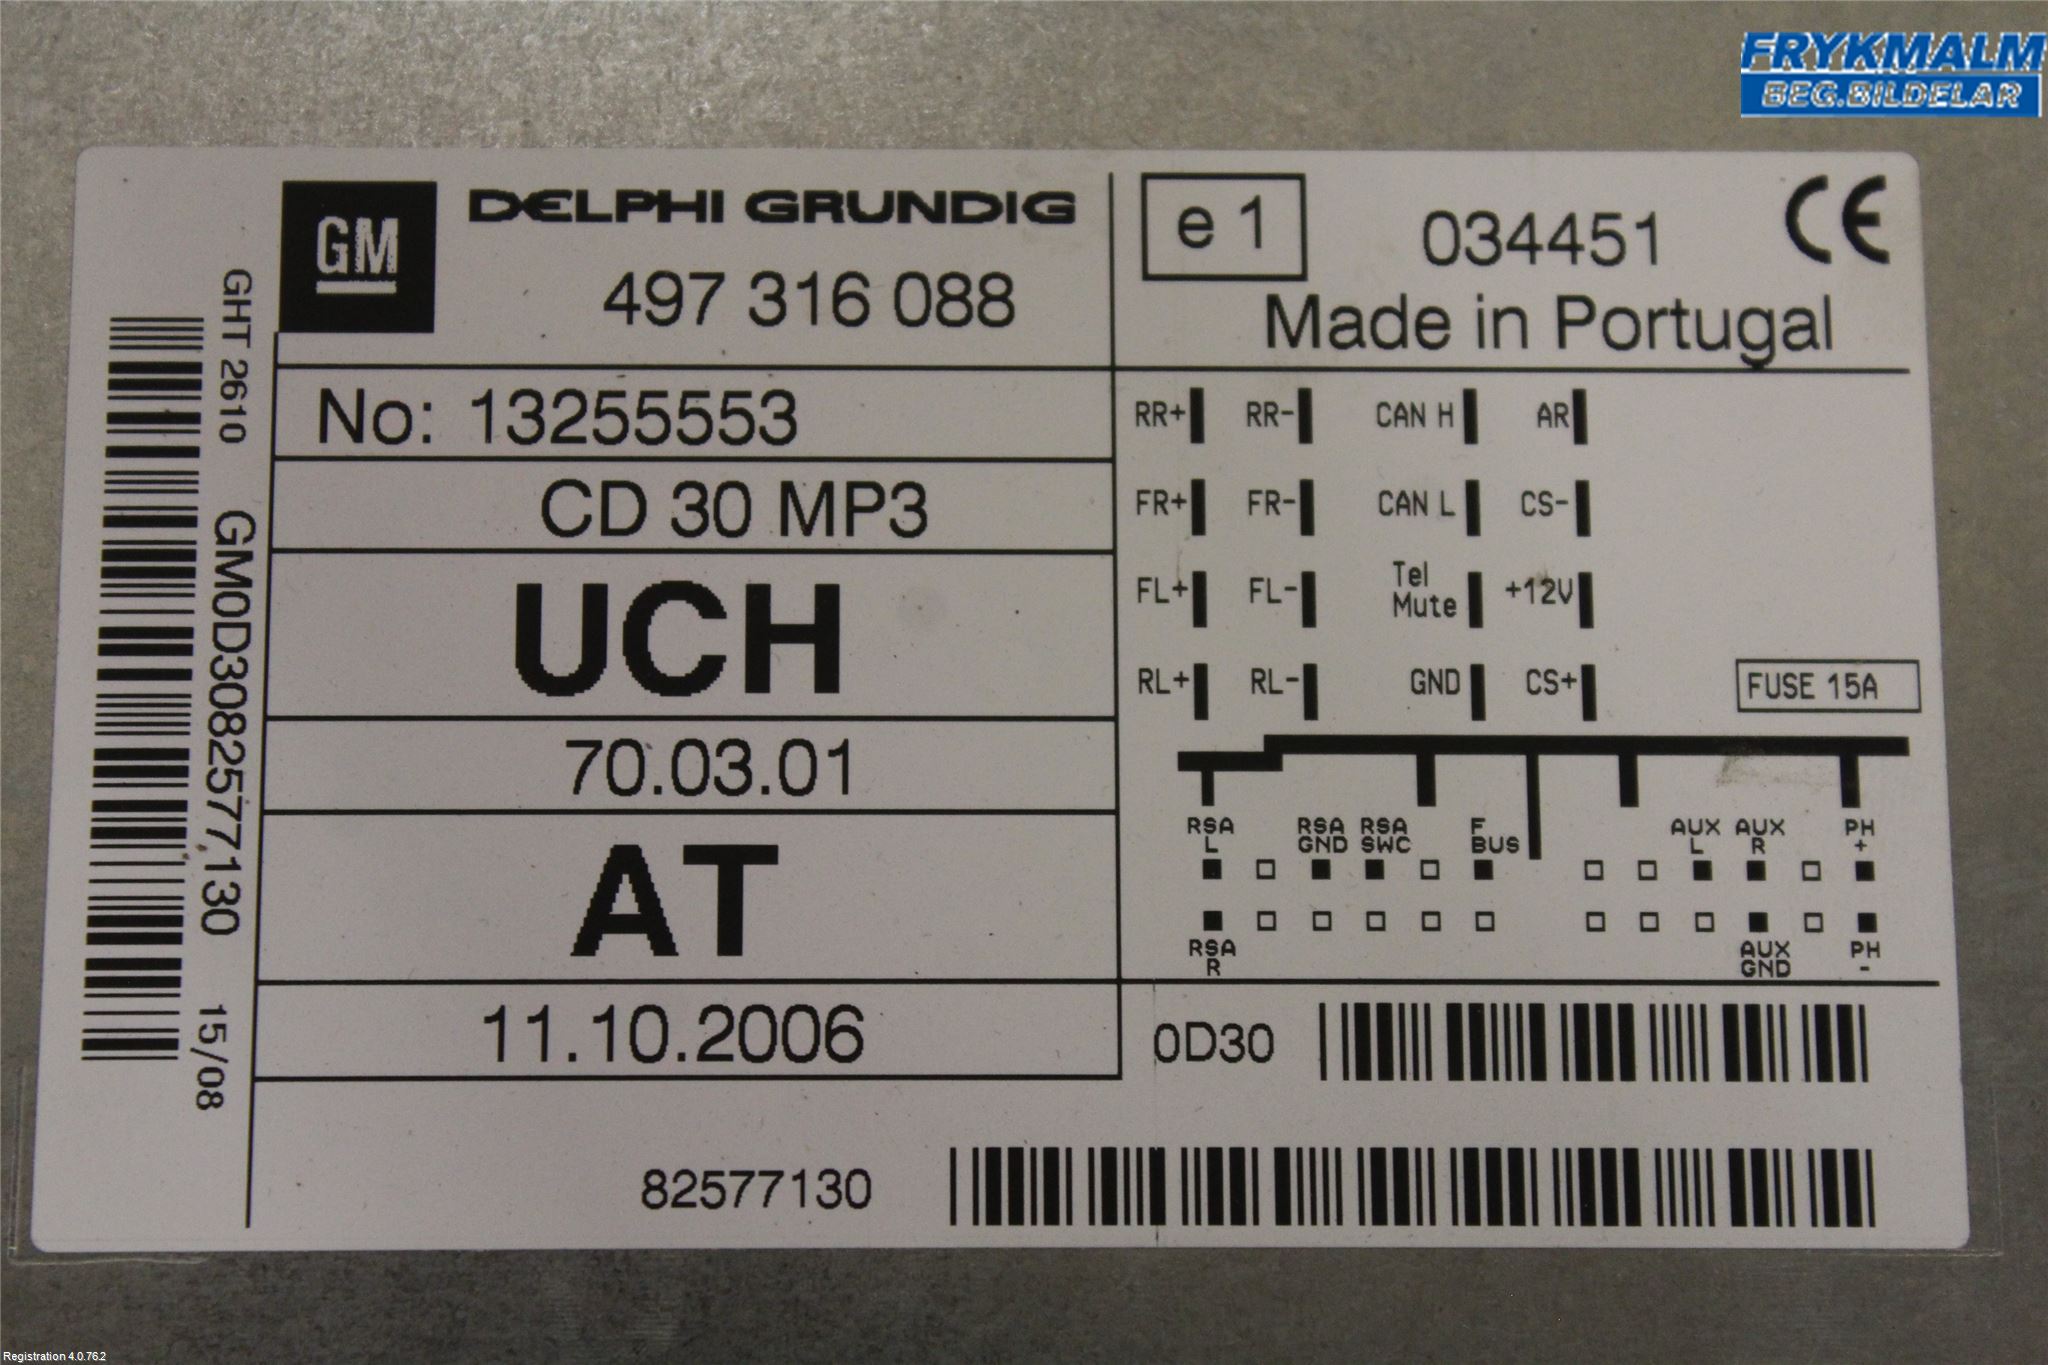 FRYKMALM
BEG.BILDELAR
GM
DELPHI GRUNDIG
497 316 088
e 1
034451
CE
Made in Portugal
No: 13255553
CD 30 MP3
UCH
70.03.01
AT
11.10.2006
82577130
GHT 2610 GM0D3082577130 15/08
RR+ RR- CAN H AR
FR+ FR- CAN L CS-
FL+ FL- Tel Mute +12V
RL+ RL- GND CS+
FUSE 15A
RSA RSA RSA F AUX AUX PH
L GND SWC BUS L R +
RSA AUX PH
R GND -
0D30
Registration 4.0.76.2